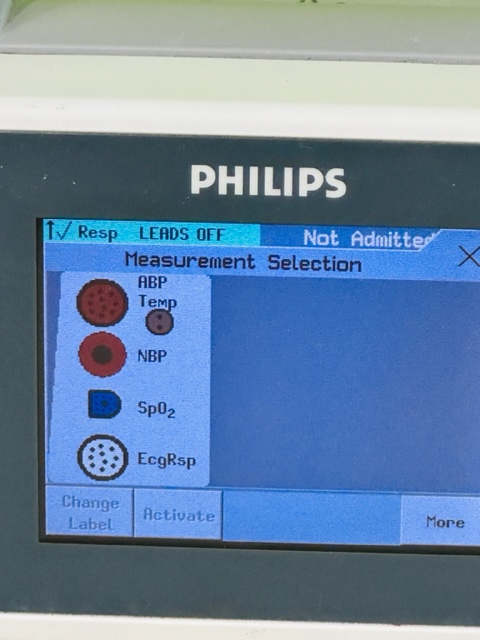 PHILIPS
↑√ Resp LEADS OFF Not Admitted
Measurement Selection
ABP
Temp
NBP
SpO₂
EcgRsp
Change
Label
Activate
More